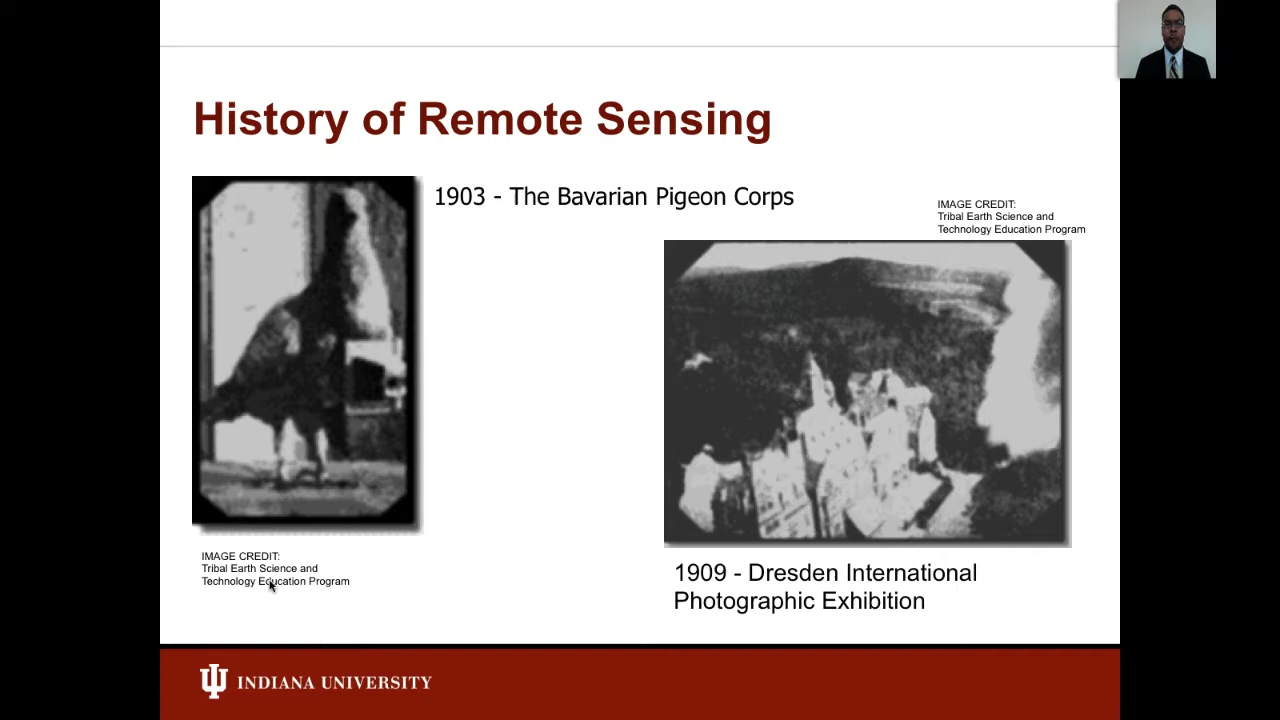 History of Remote Sensing
1903 - The Bavarian Pigeon Corps
IMAGE CREDIT:
Tribal Earth Science and
Technology Education Program
IMAGE CREDIT:
Tribal Earth Science and
Technology Education Program
1909 - Dresden International
Photographic Exhibition
INDIANA UNIVERSITY